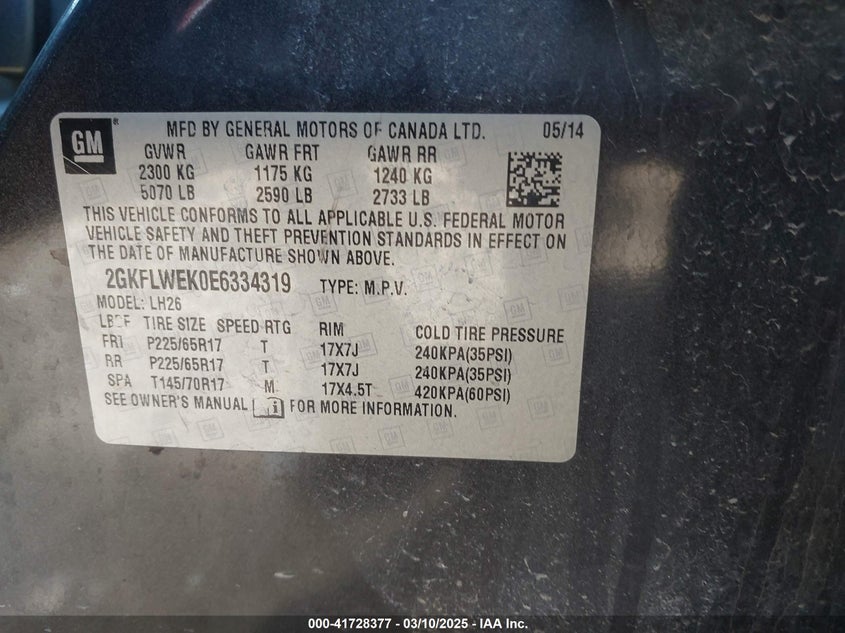 GM ®
MFD BY GENERAL MOTORS OF CANADA LTD. 05/14
GVWR GAWR FRT GAWR RR
2300 KG 1175 KG 1240 KG
5070 LB 2590 LB 2733 LB
THIS VEHICLE CONFORMS TO ALL APPLICABLE U.S. FEDERAL MOTOR
VEHICLE SAFETY AND THEFT PREVENTION STANDARDS IN EFFECT ON
THE DATE OF MANUFACTURE SHOWN ABOVE.
2GKFLWEK0E6334319 TYPE: M.P.V.
MODEL: LH26
TIRE SIZE SPEED RTG RIM COLD TIRE PRESSURE
FRT P225/65R17 T 17X7J 240KPA(35PSI)
RR P225/65R17 T 17X7J 240KPA(35PSI)
SPA T145/70R17 M 17X4.5T 420KPA(60PSI)
SEE OWNER'S MANUAL FOR MORE INFORMATION.
000-41728377 - 03/10/2025 - IAA Inc.